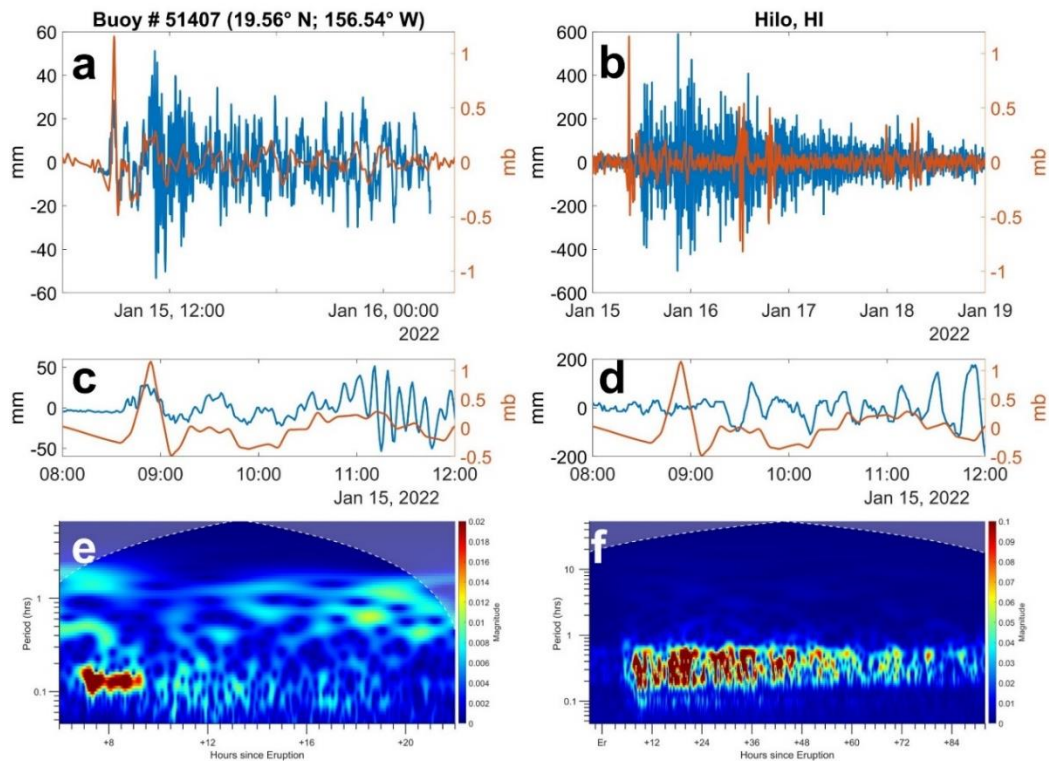 Buoy # 51407 (19.56° N; 156.54° W)
Hilo, HI
a
60
40
20
0
-20
-40
-60
mm
1
0.5
0
-0.5
-1
mb
Jan 15, 12:00
Jan 16, 00:00
2022
b
600
400
200
0
-200
-400
-600
mm
1
0.5
0
-0.5
-1
mb
Jan 15
Jan 16
Jan 17
Jan 18
Jan 19
2022
c
50
0
-50
mm
1
0.5
0
-0.5
mb
08:00
09:00
10:00
11:00
12:00
Jan 15, 2022
d
200
0
-200
mm
1
0.5
0
-0.5
mb
08:00
09:00
10:00
11:00
12:00
Jan 15, 2022
e
Period (hrs)
1
0.1
+8
+12
+16
+20
Hours since Eruption
0.02
0.018
0.016
0.014
0.012
0.01
0.008
0.006
0.004
0.002
0
Magnitude
f
Period (hrs)
10
1
0.1
Er
+12
+24
+36
+48
+60
+72
+84
Hours since Eruption
0.1
0.09
0.08
0.07
0.06
0.05
0.04
0.03
0.02
0.01
0
Magnitude